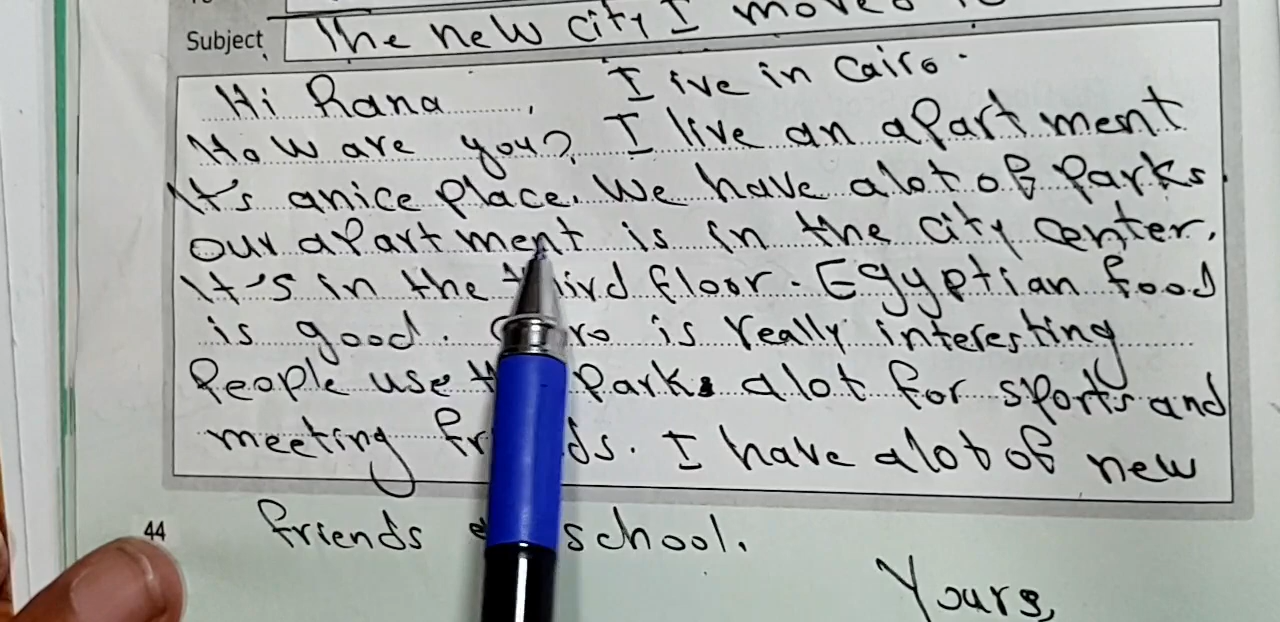 Subject The new city I moved
Hi Rana , I ive in Cairo.
How are you? I live an apartment
It's anice place. We have alot of Parks.
our apartment is in the city center.
It's in the third floor. Egyptian food
is good. is really interesting
People use Parks alot for sports and
meeting. I have alot of new
44
friends school.
Yours,